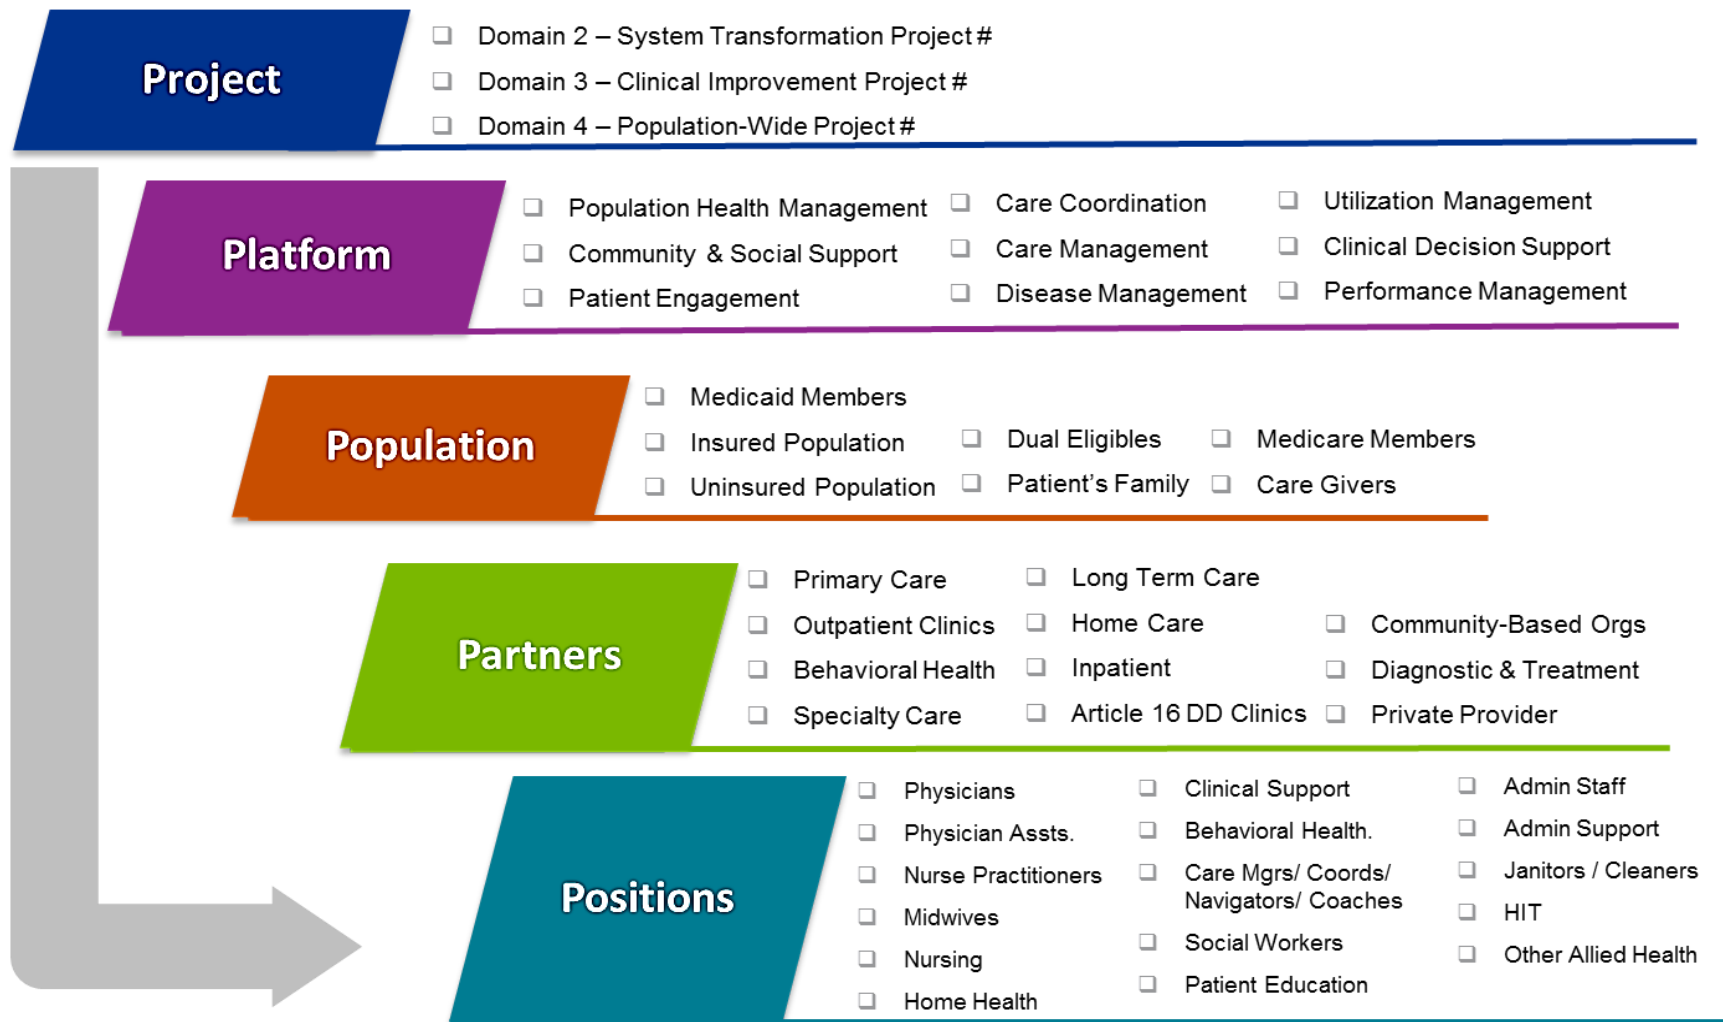 Project
Domain 2 – System Transformation Project #
Domain 3 – Clinical Improvement Project #
Domain 4 – Population-Wide Project #
Platform
Population Health Management
Community & Social Support
Patient Engagement
Care Coordination
Care Management
Disease Management
Utilization Management
Clinical Decision Support
Performance Management
Population
Medicaid Members
Insured Population
Uninsured Population
Dual Eligibles
Patient’s Family
Medicare Members
Care Givers
Partners
Primary Care
Outpatient Clinics
Behavioral Health
Specialty Care
Long Term Care
Home Care
Inpatient
Article 16 DD Clinics
Community-Based Orgs
Diagnostic & Treatment
Private Provider
Positions
Physicians
Physician Assts.
Nurse Practitioners
Midwives
Nursing
Home Health
Clinical Support
Behavioral Health.
Care Mgrs/ Coords/
Navigators/ Coaches
Social Workers
Patient Education
Admin Staff
Admin Support
Janitors / Cleaners
HIT
Other Allied Health